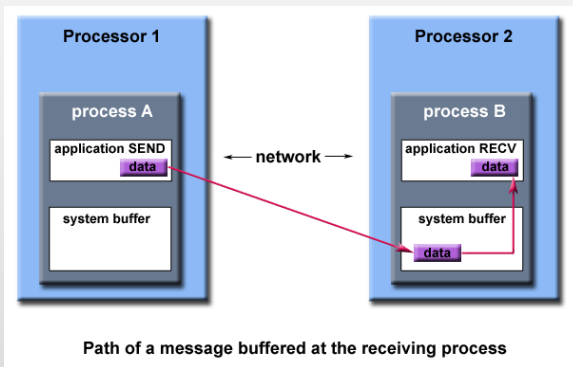 Processor 1
process A
application SEND
data
system buffer
network
Processor 2
process B
application RECV
data
system buffer
data
Path of a message buffered at the receiving process